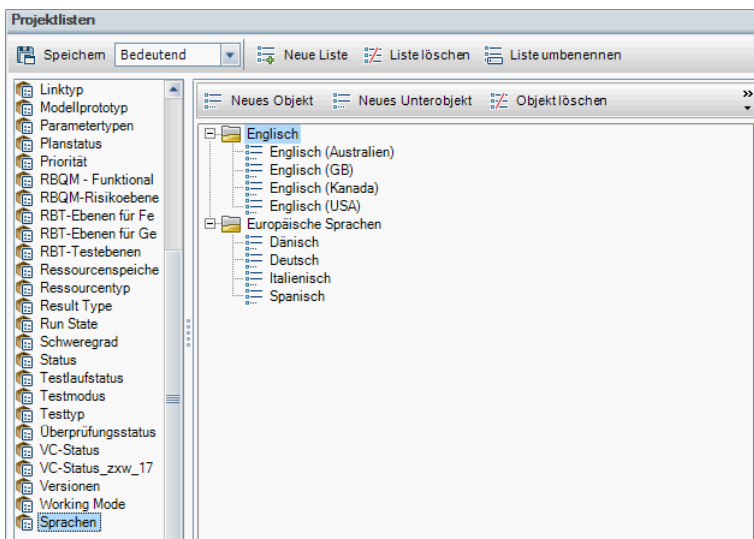 Projektlisten
Speichern Bedeutend Neue Liste Liste löschen Liste umbenennen
Linktyp
Modellprototyp
Parametertypen
Planstatus
Priorität
RBQM - Funktional
RBQM-Risikoebene
RBT-Ebenen für Fe
RBT-Ebenen für Ge
RBT-Testebenen
Ressourcenspeiche
Ressourcentyp
Result Type
Run State
Schweregrad
Status
Testlaufstatus
Testmodus
Testtyp
Überprüfungsstatus
VC-Status
VC-Status_zxw_17
Versionen
Working Mode
Sprachen
Neues Objekt Neues Unterobjekt Objekt löschen
Englisch
Englisch (Australien)
Englisch (GB)
Englisch (Kanada)
Englisch (USA)
Europäische Sprachen
Dänisch
Deutsch
Italienisch
Spanisch